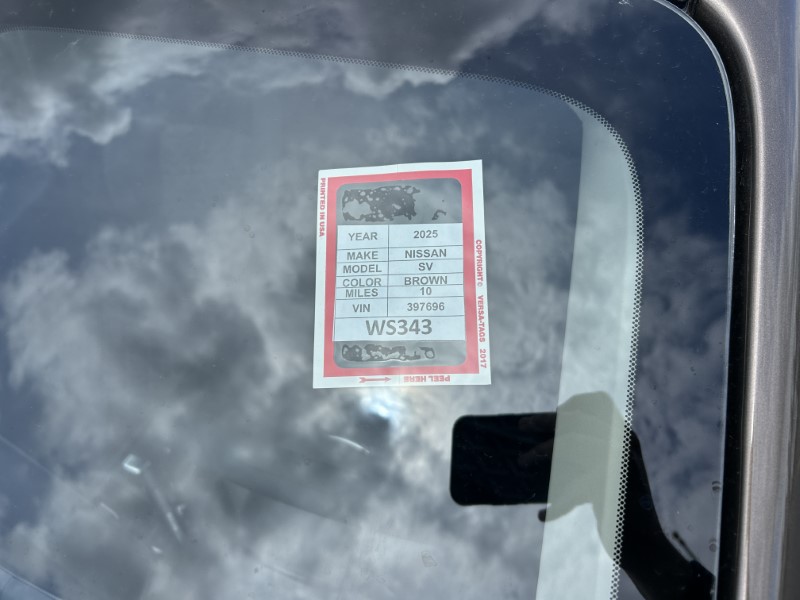 PRINTED IN USA
YEAR 2025
MAKE NISSAN
MODEL SV
COLOR BROWN
MILES 10
VIN 397696
WS343
COPYRIGHT © VERSA-TAGS 2017
PEEL HERE